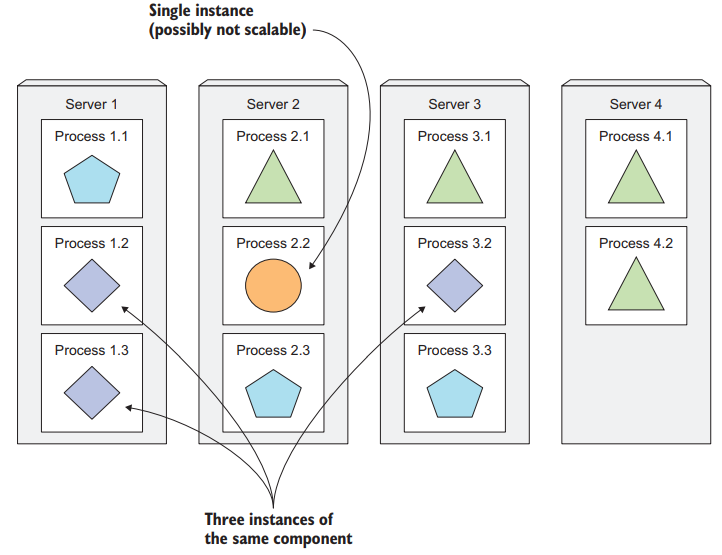 Single instance
(possibly not scalable)
Server 1
Server 2
Server 3
Server 4
Process 1.1
Process 2.1
Process 3.1
Process 4.1
Process 1.2
Process 2.2
Process 3.2
Process 4.2
Process 1.3
Process 2.3
Process 3.3
Three instances of
the same component